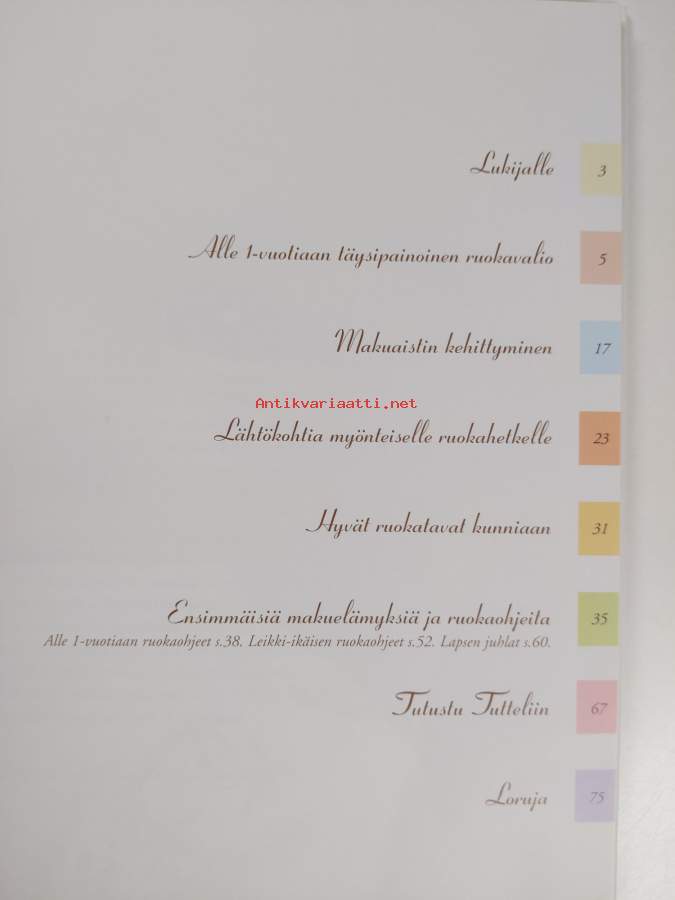 Lukijalle 3
Alle 1-vuotiaan täysipainoinen ruokavalio 5
Makuaistin kehittyminen 17
Antikvariaatti.net
Lähtökohtia myönteiselle ruokahetkelle 23
Hyvät ruokatavat kunniaan 31
Ensimmäisiä makuelämyksiä ja ruokaohjeita 35
Alle 1-vuotiaan ruokaohjeet s.38. Leikki-ikäisen ruokaohjeet s.52. Lapsen juhlat s.60.
Tutustu Tutteliin 67
Loruja 75